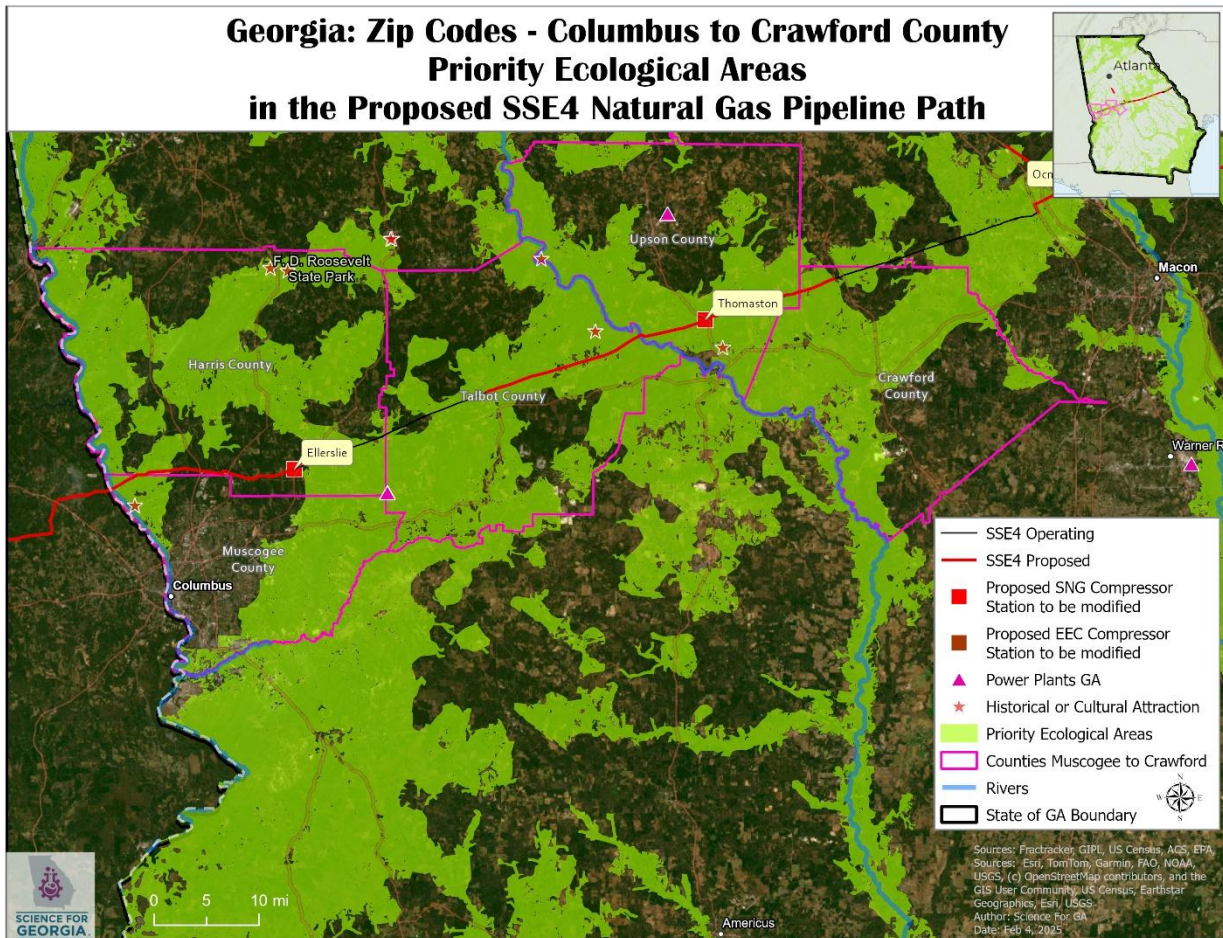 Georgia: Zip Codes - Columbus to Crawford County
Priority Ecological Areas
in the Proposed SSE4 Natural Gas Pipeline Path
Atlanta
Ocm
Upson County
F. D. Roosevelt
State Park
Macon
Thomaston
Harris County
Talbot County
Crawford
County
Ellerslie
Warner R
Muscogee
County
Columbus
SSE4 Operating
SSE4 Proposed
Proposed SNG Compressor
Station to be modified
Proposed EEC Compressor
Station to be modified
Power Plants GA
Historical or Cultural Attraction
Priority Ecological Areas
Counties Muscogee to Crawford
Rivers
State of GA Boundary
N
W E
S
Sources: Fractracker, GIPL, US Census, ACS, EPA,
Sources: Esri, TomTom, Garmin, FAO, NOAA,
USGS, (c) OpenStreetMap contributors, and the
GIS User Community, US Census, Earthstar
Geographics, Esri, USGS
Author: Science For GA
Date: Feb 4, 2025
SCIENCE FOR
GEORGIA
0 5 10 mi
Americus